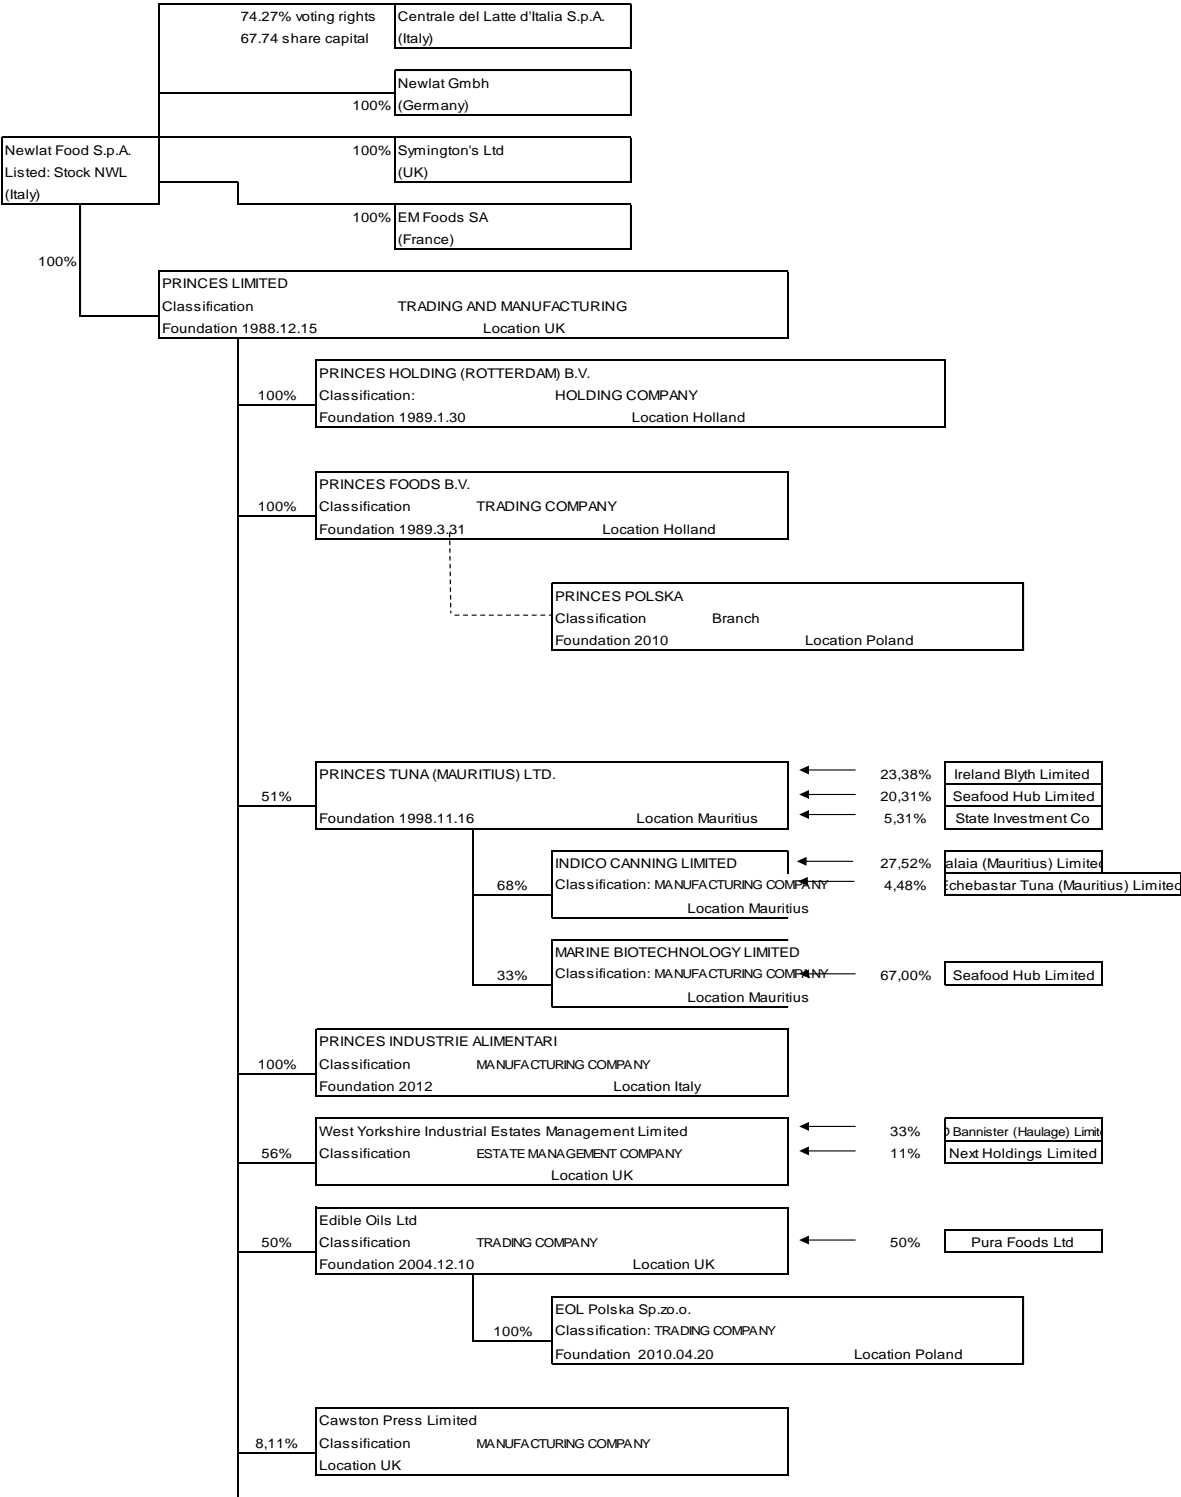 74.27% voting rights Centrale del Latte d'Italia S.p.A.
67.74 share capital (Italy)
Newlat Gmbh
100% (Germany)
Newlat Food S.p.A.
Listed: Stock NWL
(Italy)
100% Symington's Ltd
(UK)
100% EM Foods SA
(France)
100%
PRINCES LIMITED
Classification TRADING AND MANUFACTURING
Foundation 1988.12.15 Location UK
PRINCES HOLDING (ROTTERDAM) B.V.
100% Classification: HOLDING COMPANY
Foundation 1989.1.30 Location Holland
PRINCES FOODS B.V.
100% Classification TRADING COMPANY
Foundation 1989.3.31 Location Holland
PRINCES POLSKA
Classification Branch
Foundation 2010 Location Poland
PRINCES TUNA (MAURITIUS) LTD. 23,38% Ireland Blyth Limited
51% 20,31% Seafood Hub Limited
Foundation 1998.11.16 Location Mauritius 5,31% State Investment Co
INDICO CANNING LIMITED 27,52% alaia (Mauritius) Limited
68% Classification: MANUFACTURING COMPANY 4,48% Echebastar Tuna (Mauritius) Limited
Location Mauritius
MARINE BIOTECHNOLOGY LIMITED
33% Classification: MANUFACTURING COMPANY 67,00% Seafood Hub Limited
Location Mauritius
PRINCES INDUSTRIE ALIMENTARI
100% Classification MANUFACTURING COMPANY
Foundation 2012 Location Italy
West Yorkshire Industrial Estates Management Limited 33% Bannister (Haulage) Limite
56% Classification ESTATE MANAGEMENT COMPANY 11% Next Holdings Limited
Location UK
Edible Oils Ltd
50% Classification TRADING COMPANY 50% Pura Foods Ltd
Foundation 2004.12.10 Location UK
EOL Polska Sp.zo.o.
100% Classification: TRADING COMPANY
Foundation 2010.04.20 Location Poland
Cawston Press Limited
8,11% Classification MANUFACTURING COMPANY
Location UK